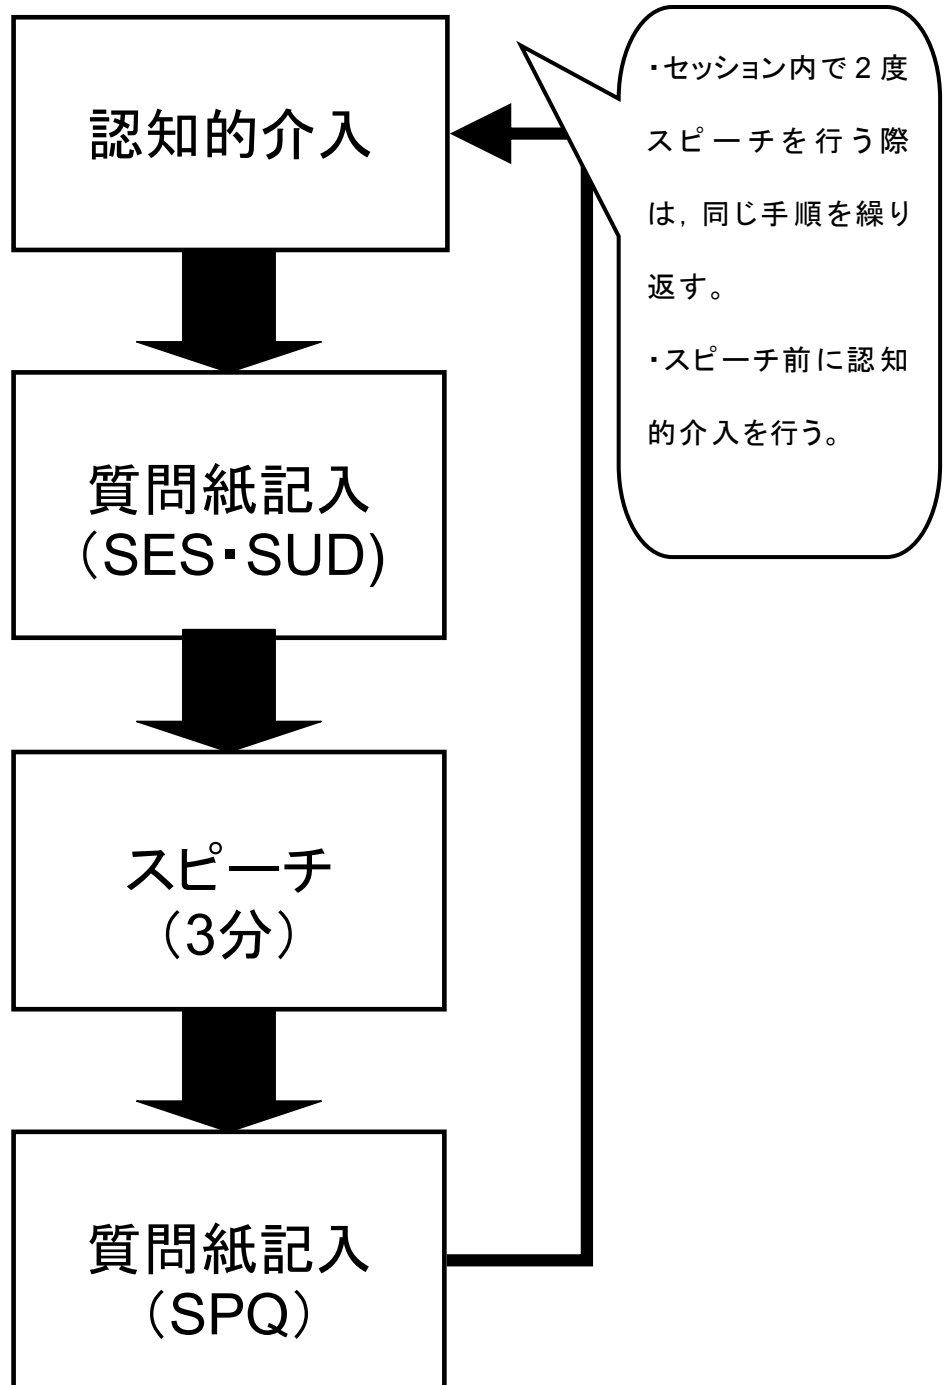 認知的介入
質問紙記入
（SES・SUD)
スピーチ
（3分）
質問紙記入
（SPQ）
・セッション内で２度
スピーチを行う際
は，同じ手順を繰り
返す。
・スピーチ前に認知
的介入を行う。